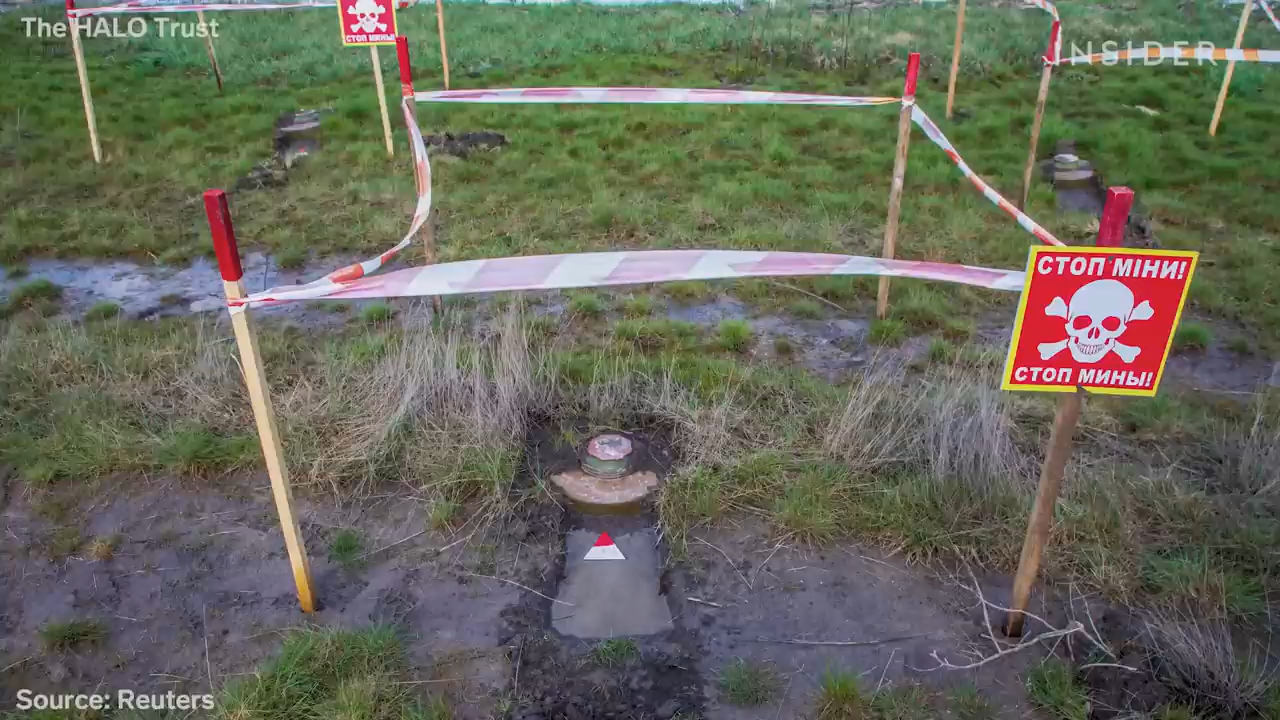 The HALO Trust
СТОП МИНЫ!
INSIDER
СТОП МІНИ!
СТОП МИНЫ!
Source: Reuters